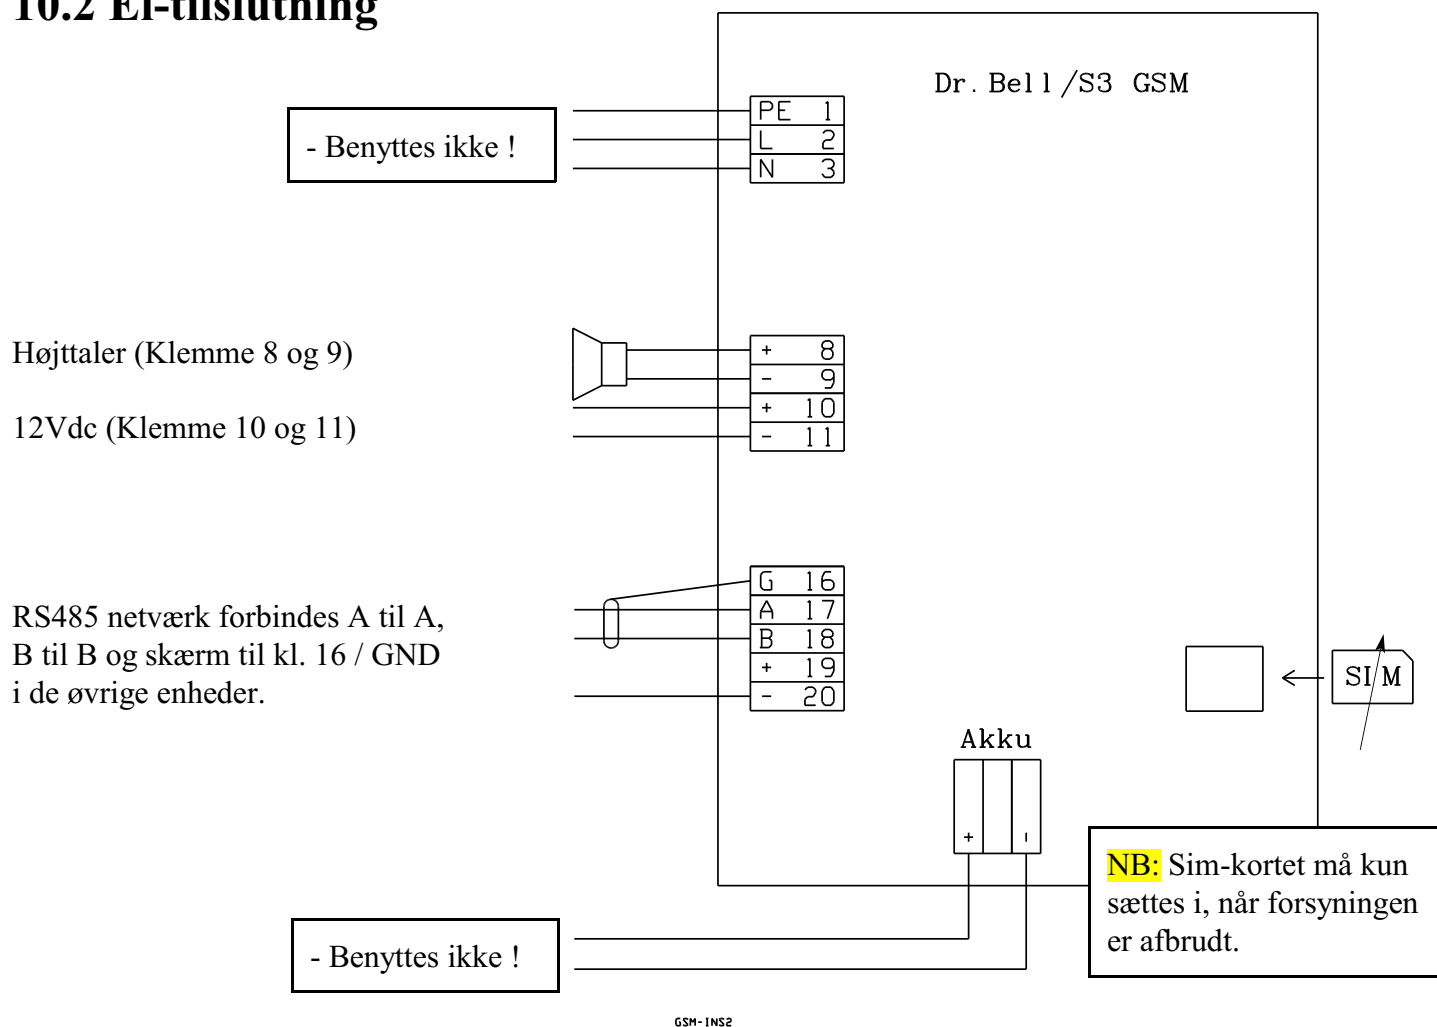 10.2 El-tilslutning
Dr.Bell/S3 GSM
PE 1
L 2
N 3
- Benyttes ikke !
Højttaler (Klemme 8 og 9)
12Vdc (Klemme 10 og 11)
+ 8
- 9
+ 10
- 11
RS485 netværk forbindes A til A,
B til B og skærm til kl. 16 / GND
i de øvrige enheder.
G 16
A 17
B 18
+ 19
- 20
SIM
Akku
+ -
NB: Sim-kortet må kun
sættes i, når forsyningen
er afbrudt.
- Benyttes ikke !
GSM-INS2